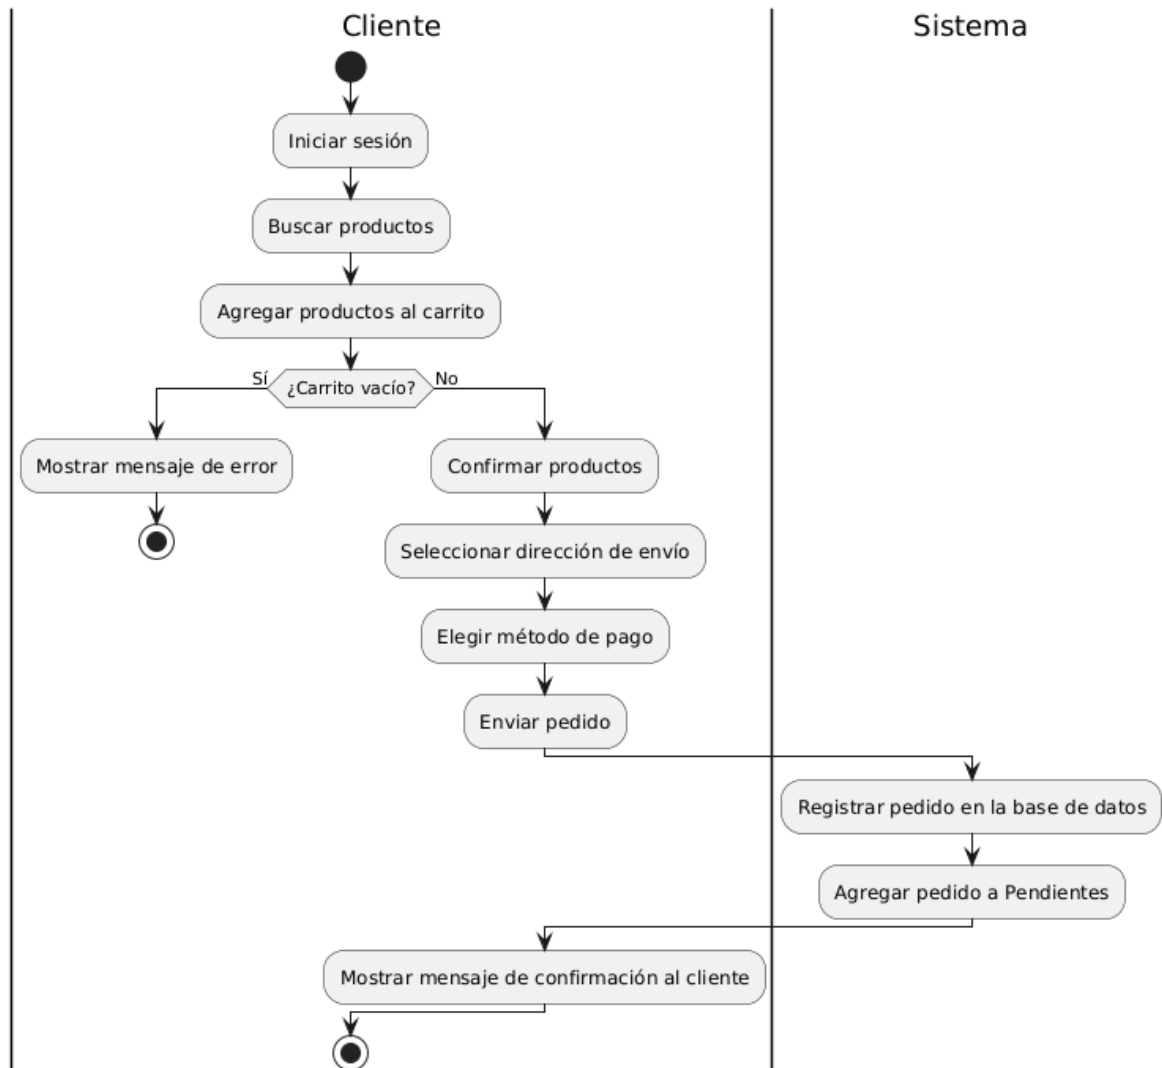 Cliente
Sistema
Iniciar sesión
Buscar productos
Agregar productos al carrito
Sí
¿Carrito vacío?
No
Mostrar mensaje de error
Confirmar productos
Seleccionar dirección de envío
Elegir método de pago
Enviar pedido
Registrar pedido en la base de datos
Agregar pedido a Pendientes
Mostrar mensaje de confirmación al cliente